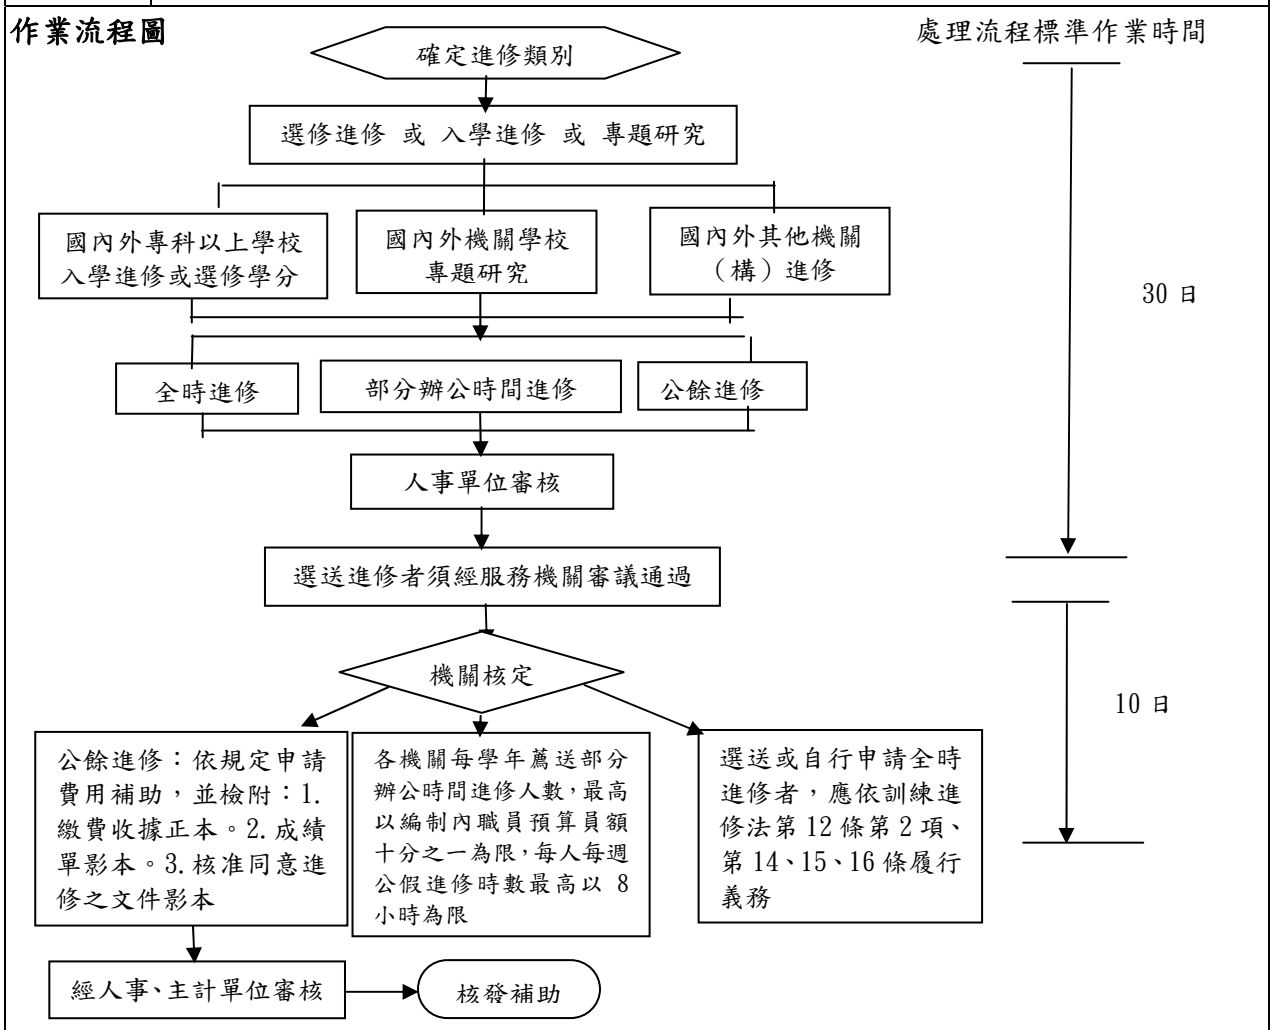 作業流程圖
處理流程標準作業時間
確定進修類別
選修進修 或 入學進修 或 專題研究
國內外專科以上學校
入學進修或選修學分
國內外機關學校
專題研究
國內外其他機關
（構）進修
30 日
全時進修
部分辦公時間進修
公餘進修
人事單位審核
選送進修者須經服務機關審議通過
機關核定
10 日
公餘進修：依規定申請
費用補助，並檢附：1.
繳費收據正本。2.成績
單影本。3.核准同意進
修之文件影本
各機關每學年薦送部分
辦公時間進修人數，最高
以編制內職員預算員額
十分之一為限，每人每週
公假進修時數最高以 8
小時為限
選送或自行申請全時
進修者，應依訓練進
修法第 12 條第 2 項、
第 14、15、16 條履行
義務
經人事、主計單位審核
核發補助